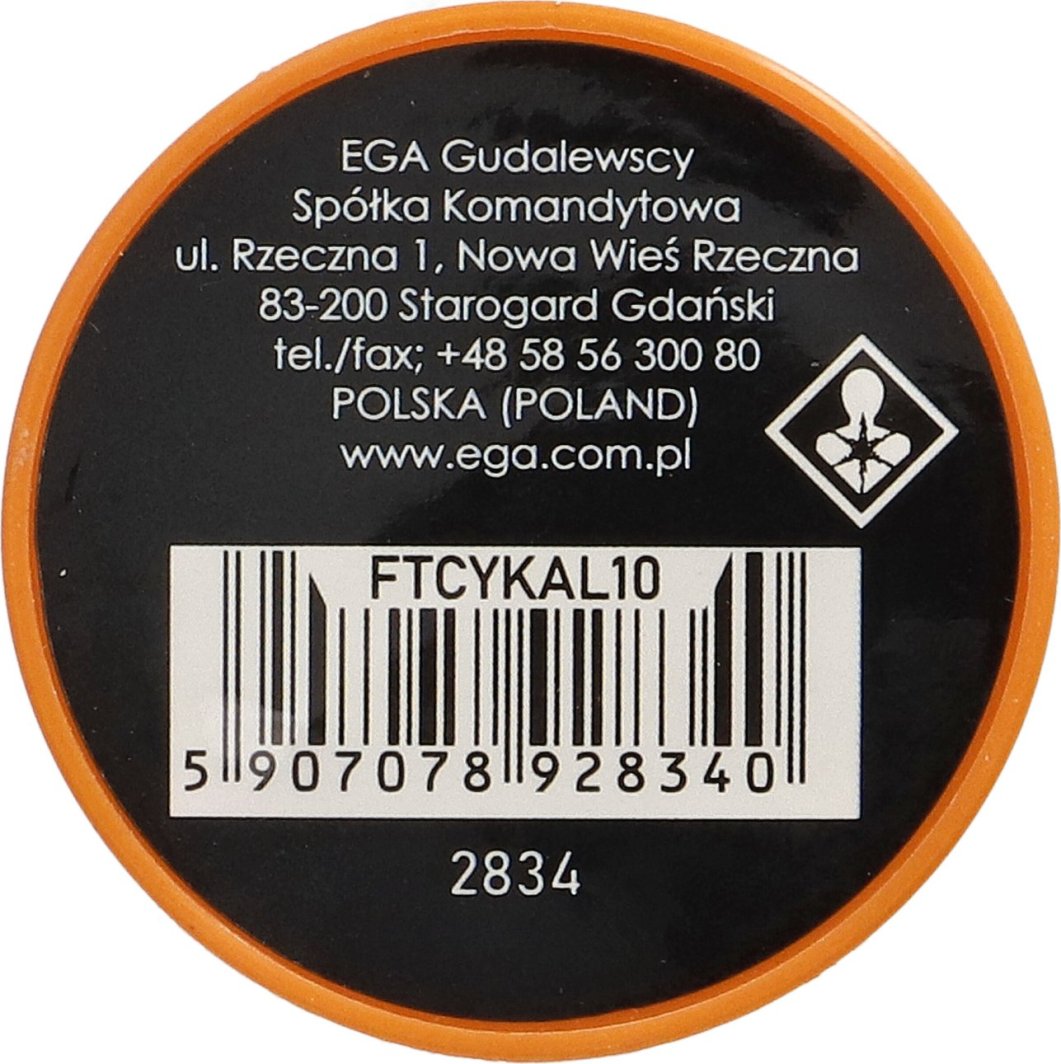 EGA Gudalewscy
Spółka Komandytowa
ul. Rzeczna 1, Nowa Wieś Rzeczna
83-200 Starogard Gdański
tel./fax; +48 58 56 300 80
POLSKA (POLAND)
www.ega.com.pl
FTCYKAL10
5 907078 928340
2834